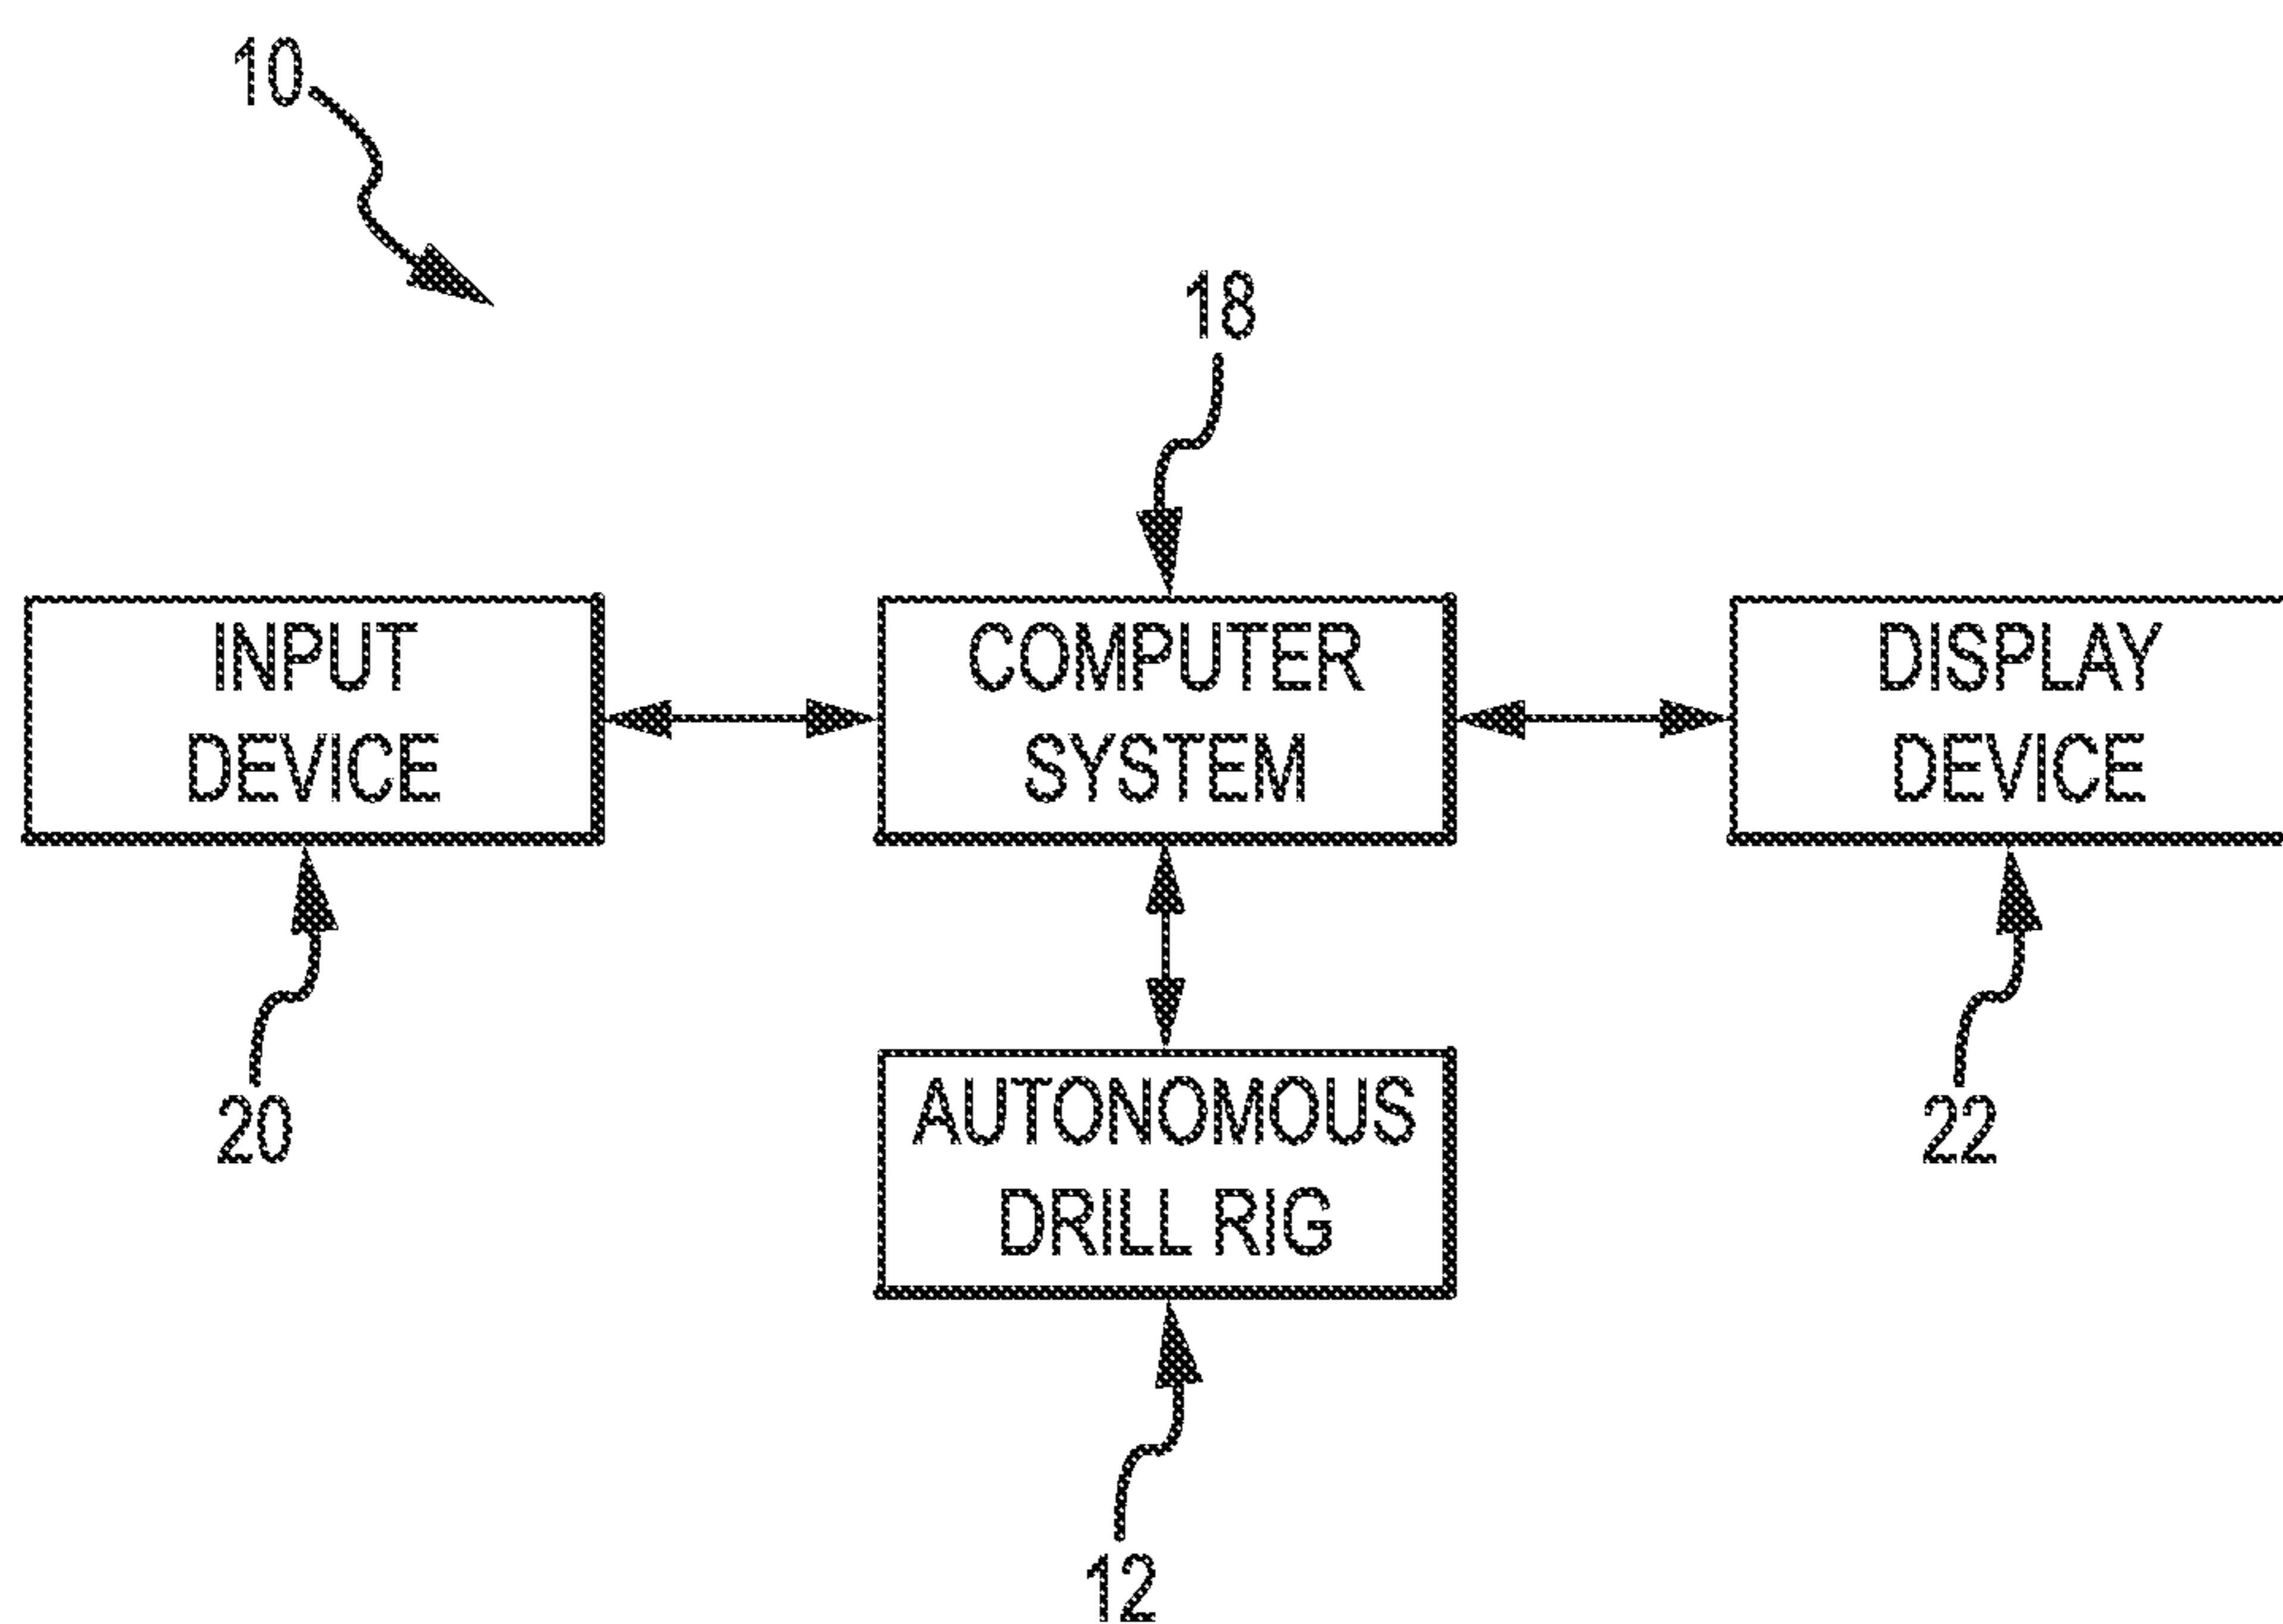 10
18
INPUT
DEVICE
COMPUTER
SYSTEM
DISPLAY
DEVICE
20
AUTONOMOUS
DRILL RIG
22
12